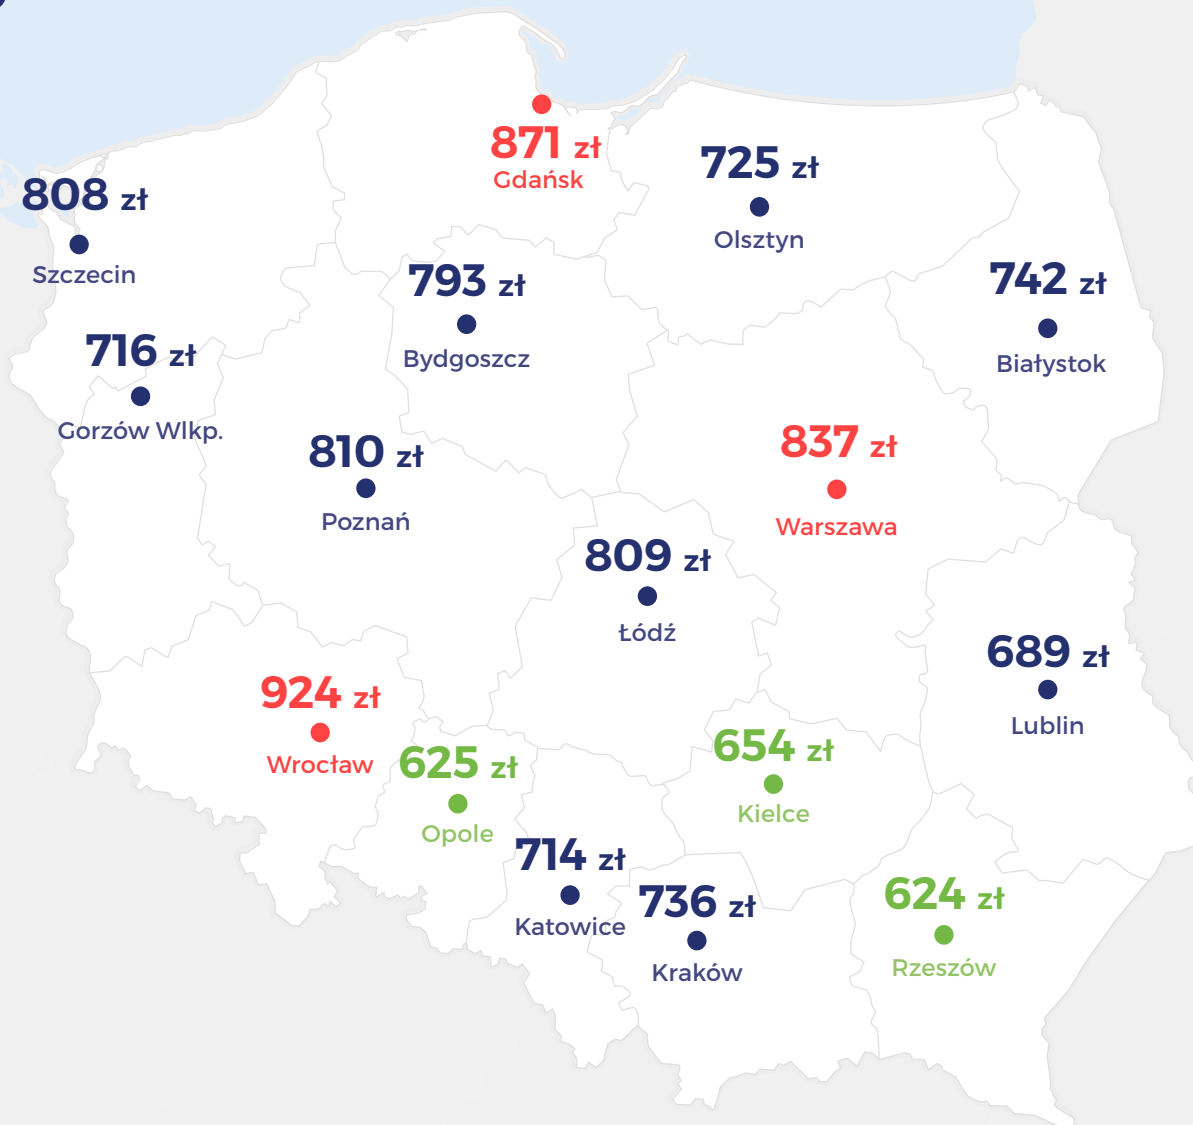 871 zł
Gdańsk
725 zł
Olsztyn
808 zł
Szczecin
793 zł
Bydgoszcz
742 zł
Białystok
716 zł
Gorzów Wlkp.
810 zł
Poznań
837 zł
Warszawa
809 zł
Łódź
689 zł
Lublin
924 zł
Wrocław
625 zł
Opole
654 zł
Kielce
714 zł
Katowice
736 zł
Kraków
624 zł
Rzeszów